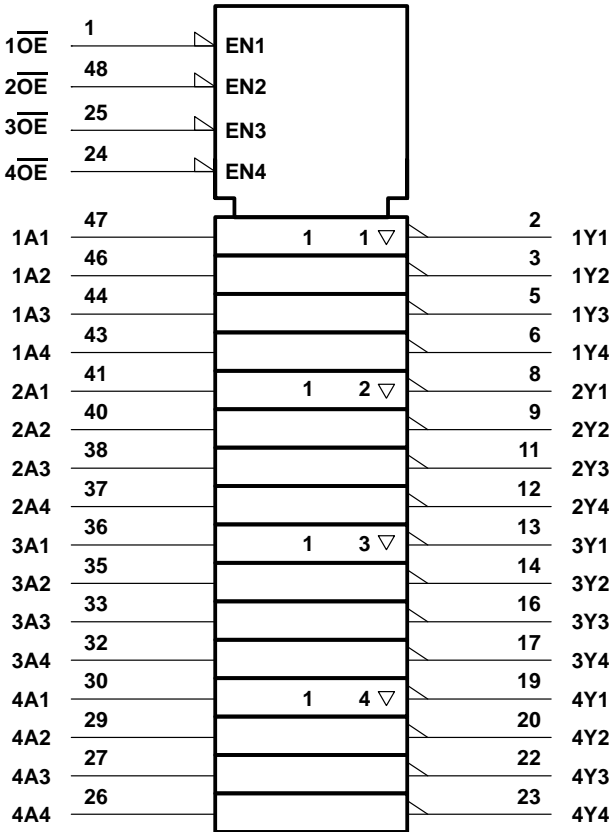 1O̅E̅ 1 EN1
2O̅E̅ 48 EN2
3O̅E̅ 25 EN3
4O̅E̅ 24 EN4
1A1 47 1 1 ▽ 2 1Y1
1A2 46 3 1Y2
1A3 44 5 1Y3
1A4 43 6 1Y4
2A1 41 1 2 ▽ 8 2Y1
2A2 40 9 2Y2
2A3 38 11 2Y3
2A4 37 12 2Y4
3A1 36 1 3 ▽ 13 3Y1
3A2 35 14 3Y2
3A3 33 16 3Y3
3A4 32 17 3Y4
4A1 30 1 4 ▽ 19 4Y1
4A2 29 20 4Y2
4A3 27 22 4Y3
4A4 26 23 4Y4